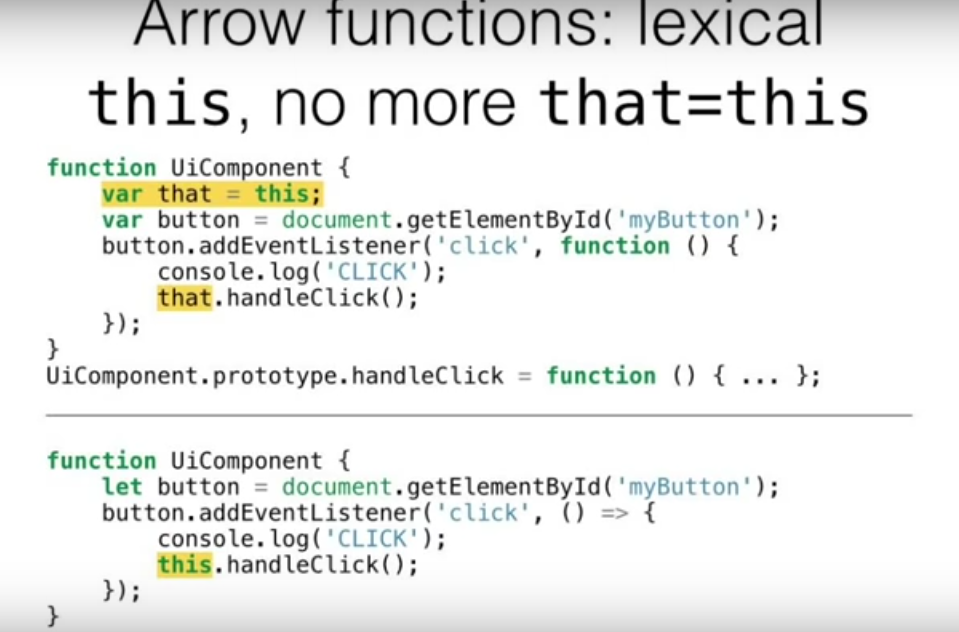 Arrow functions: lexical
this, no more that=this
function UiComponent {
    var that = this;
    var button = document.getElementById('myButton');
    button.addEventListener('click', function () {
        console.log('CLICK');
        that.handleClick();
    });
}
UiComponent.prototype.handleClick = function () { ... };
function UiComponent {
    let button = document.getElementById('myButton');
    button.addEventListener('click', () => {
        console.log('CLICK');
        this.handleClick();
    });
}